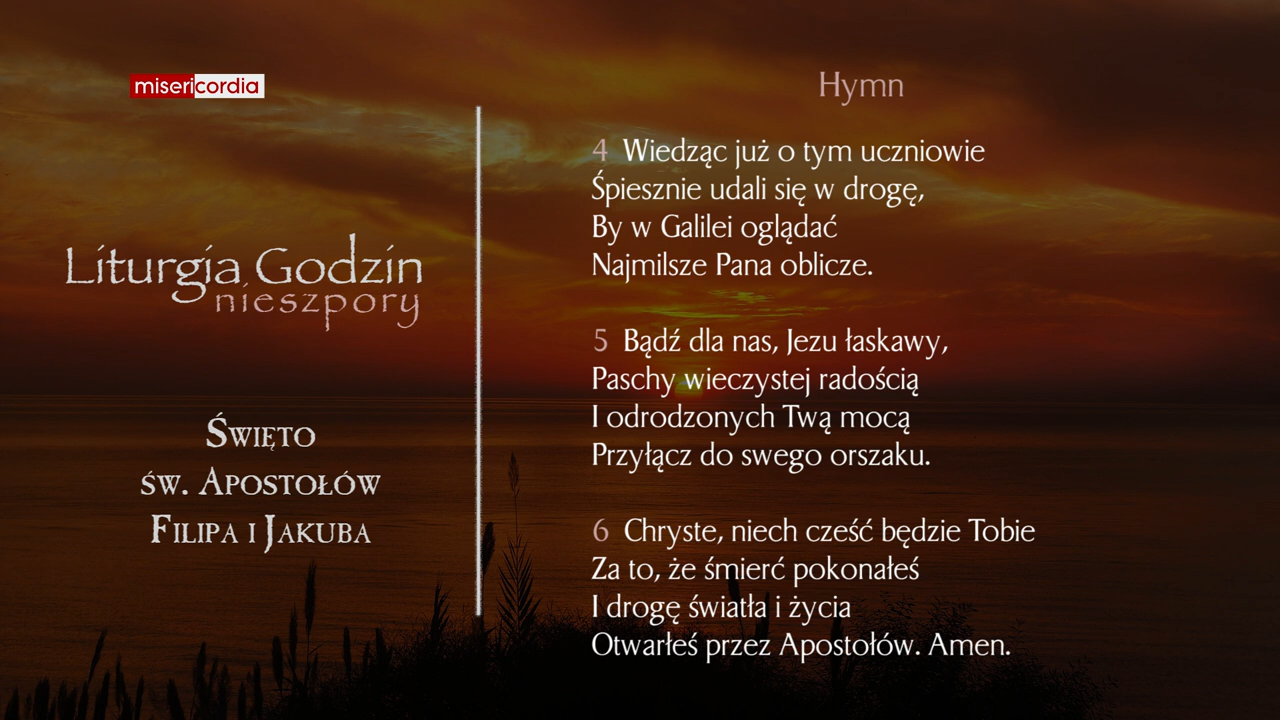 misericordia
Liturgia Godzin
nieszpory
Święto
św. Apostołów
Filipa i Jakuba
Hymn
4 Wiedząc już o tym uczniowie
Śpiesznie udali się w drogę,
By w Galilei oglądać
Najmilsze Pana oblicze.
5 Bądź dla nas, Jezu łaskawy,
Paschy wieczystej radością
I odrodzonych Twą mocą
Przyłącz do swego orszaku.
6 Chryste, niech cześć będzie Tobie
Za to, że śmierć pokonałeś
I drogę światła i życia
Otwarłeś przez Apostołów. Amen.